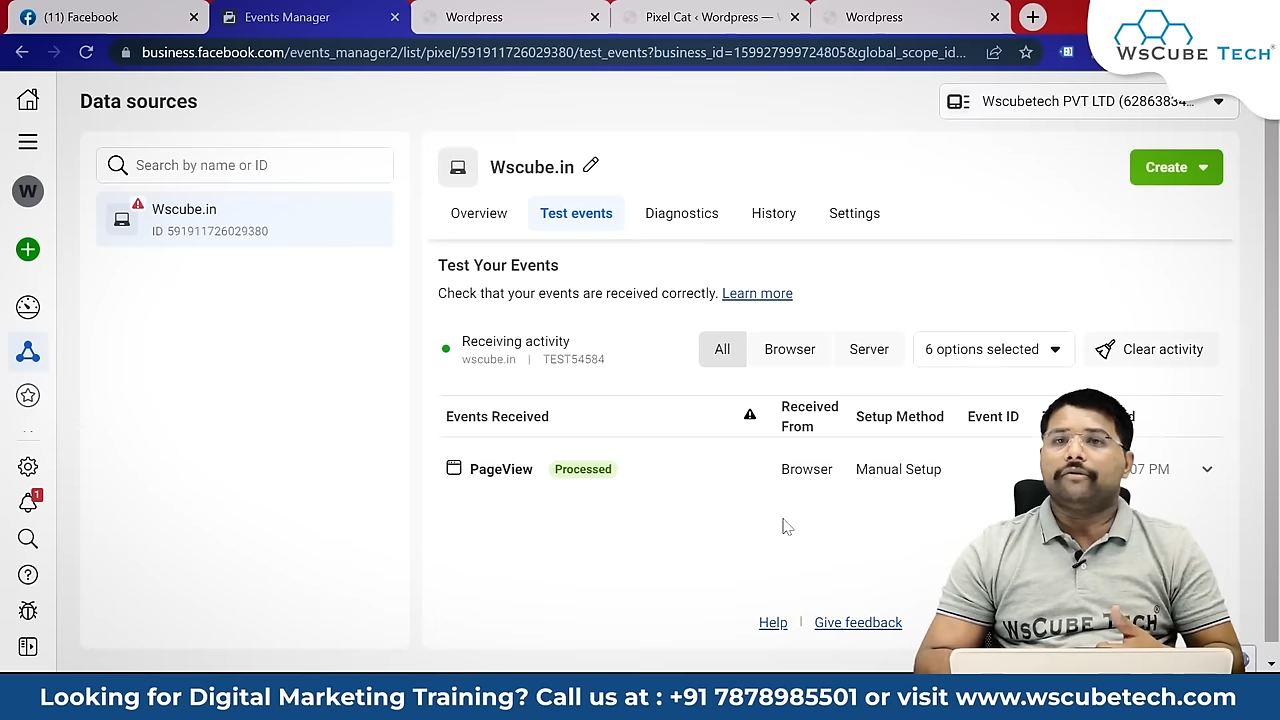 (11) Facebook
Events Manager
Wordpress
Pixel Cat ‹ Wordpress —
Wordpress
business.facebook.com/events_manager2/list/pixel/591911726029380/test_events?business_id=159927999724805&global_scope_id...
WsCube Tech
Data sources
Wscubetech PVT LTD (62863834...
W
Search by name or ID
Wscube.in
ID 591911726029380
Wscube.in
Create
Overview
Test events
Diagnostics
History
Settings
Test Your Events
Check that your events are received correctly. Learn more
Receiving activity
wscube.in | TEST54584
All
Browser
Server
6 options selected
Clear activity
Events Received
Received From
Setup Method
Event ID
PageView
Processed
Browser
Manual Setup
07 PM
1
Help | Give feedback
WsCube Tech
Looking for Digital Marketing Training? Call us at : +91 7878985501 or visit www.wscubetech.com